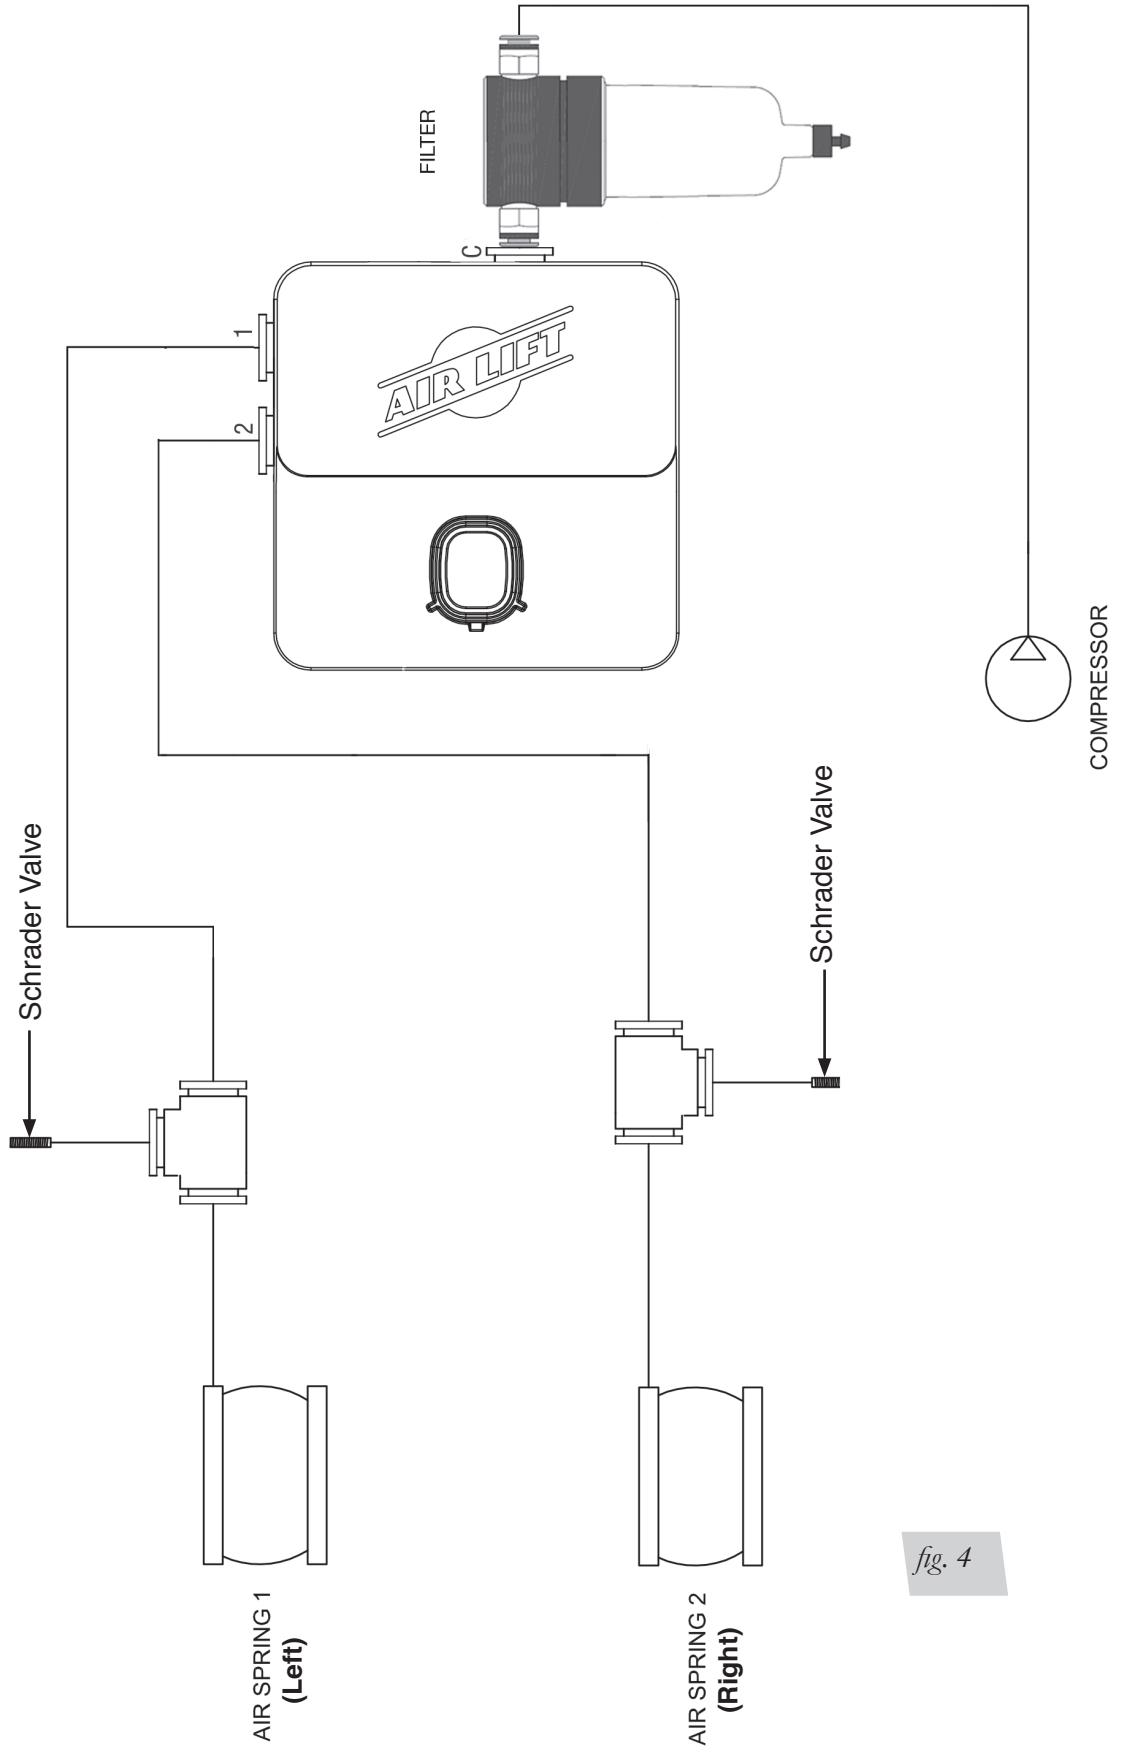 FILTER
C
1
2
AIR LIFT
COMPRESSOR
Schrader Valve
Schrader Valve
AIR SPRING 1
(Left)
AIR SPRING 2
(Right)
fig. 4